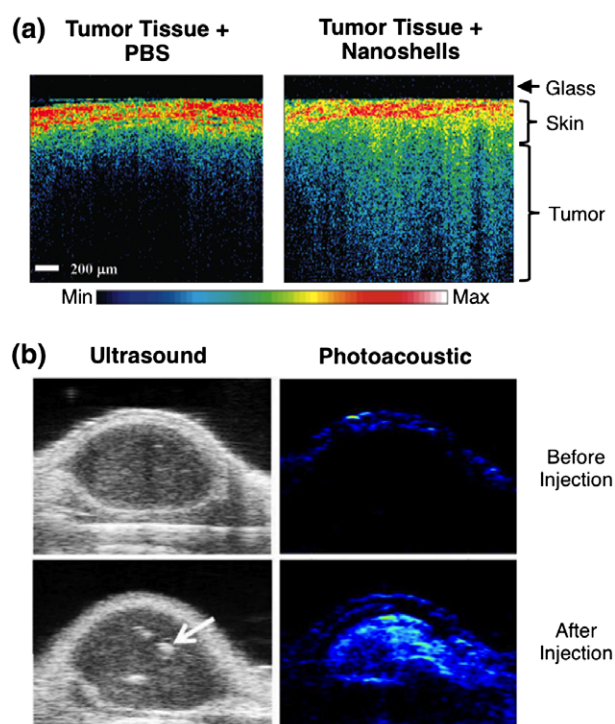 (a)
Tumor Tissue +
PBS
Tumor Tissue +
Nanoshells
Glass
Skin
Tumor
200 μm
Min
Max
(b)
Ultrasound
Photoacoustic
Before
Injection
After
Injection